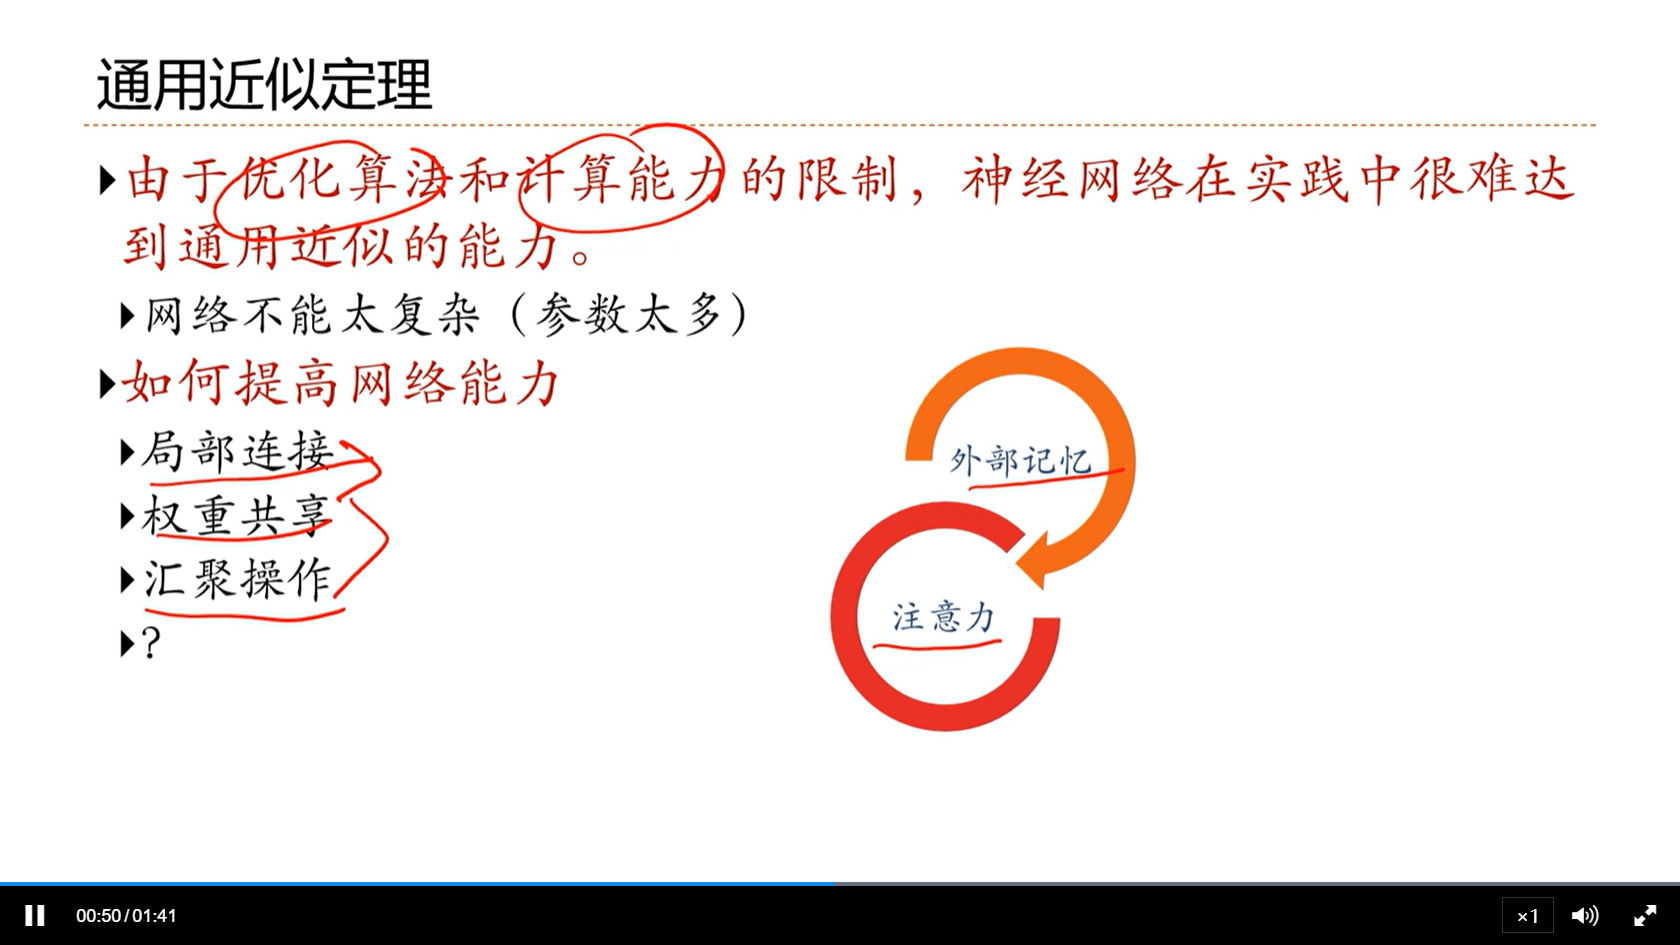 通用近似定理
由于优化算法和计算能力的限制，神经网络在实践中很难达
到通用近似的能力。
网络不能太复杂（参数太多）
如何提高网络能力
局部连接
权重共享
汇聚操作
?
外部记忆
注意力
00:50/01:41
×1